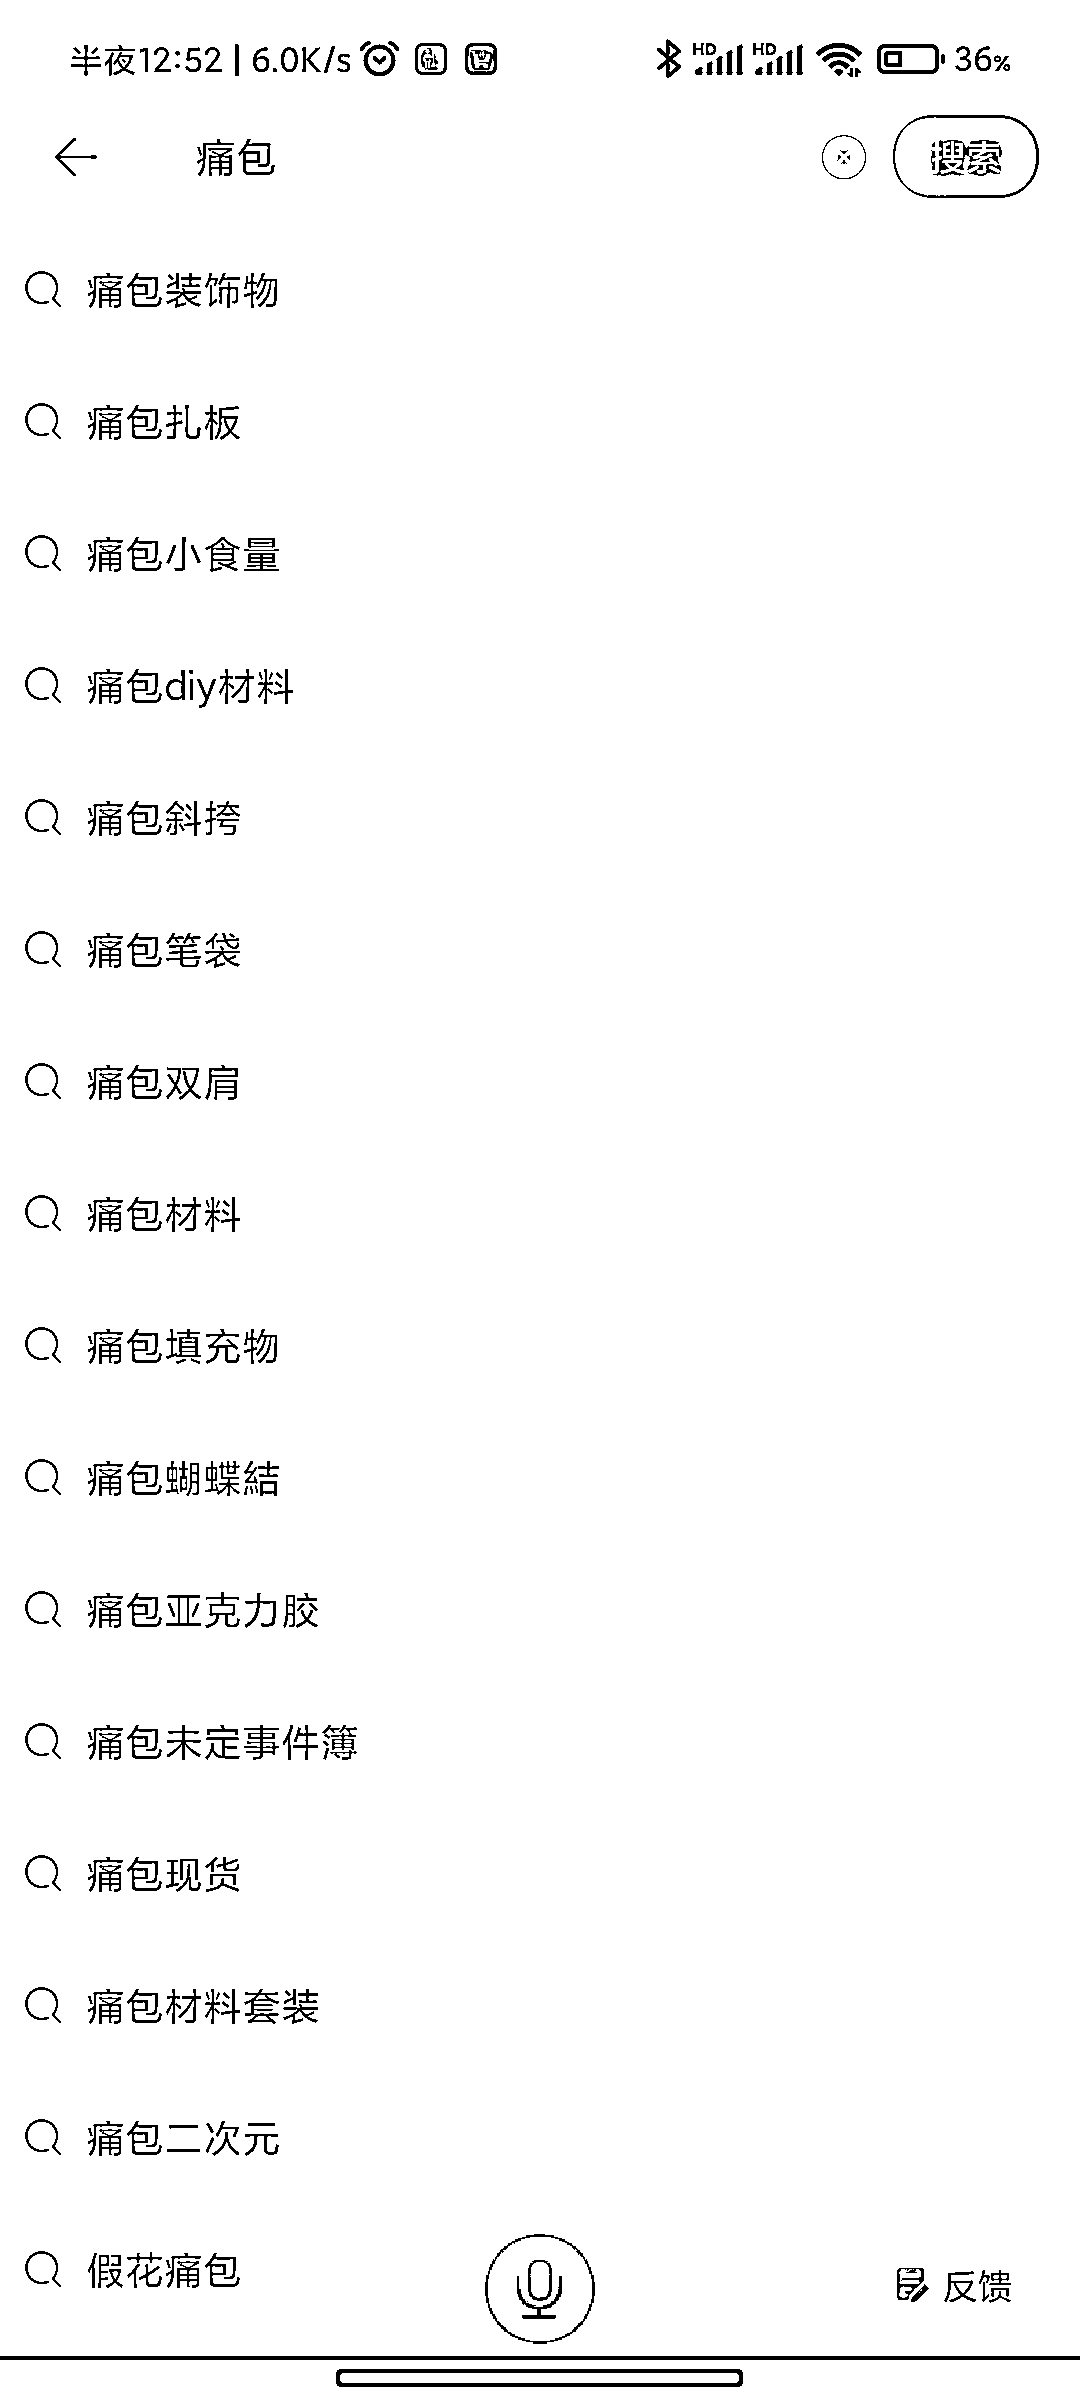 半夜12:52 | 6.0K/s
HD HD 36%
痛包
搜索
痛包装饰物
痛包扎板
痛包小食量
痛包diy材料
痛包斜挎
痛包笔袋
痛包双肩
痛包材料
痛包填充物
痛包蝴蝶結
痛包亚克力胶
痛包未定事件簿
痛包现货
痛包材料套装
痛包二次元
假花痛包
反馈